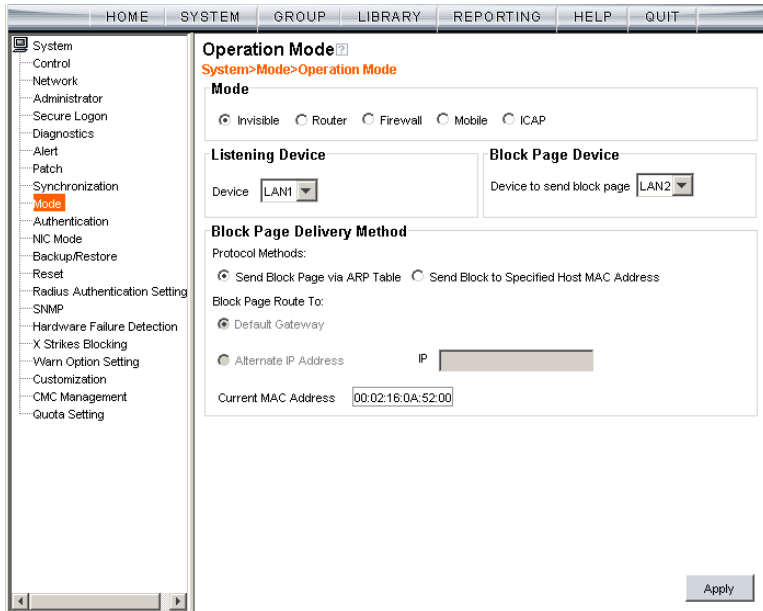 HOME SYSTEM GROUP LIBRARY REPORTING HELP QUIT
System
Control
Network
Administrator
Secure Logon
Diagnostics
Alert
Patch
Synchronization
Mode
Authentication
NIC Mode
Backup/Restore
Reset
Radius Authentication Setting
SNMP
Hardware Failure Detection
X Strikes Blocking
Warn Option Setting
Customization
CMC Management
Quota Setting
Operation Mode ?
System>Mode>Operation Mode
Mode
Invisible Router Firewall Mobile ICAP
Listening Device
Device LAN1
Block Page Device
Device to send block page LAN2
Block Page Delivery Method
Protocol Methods:
Send Block Page via ARP Table Send Block to Specified Host MAC Address
Block Page Route To:
Default Gateway
Alternate IP Address IP
Current MAC Address 00:02:16:0A:52:00
Apply